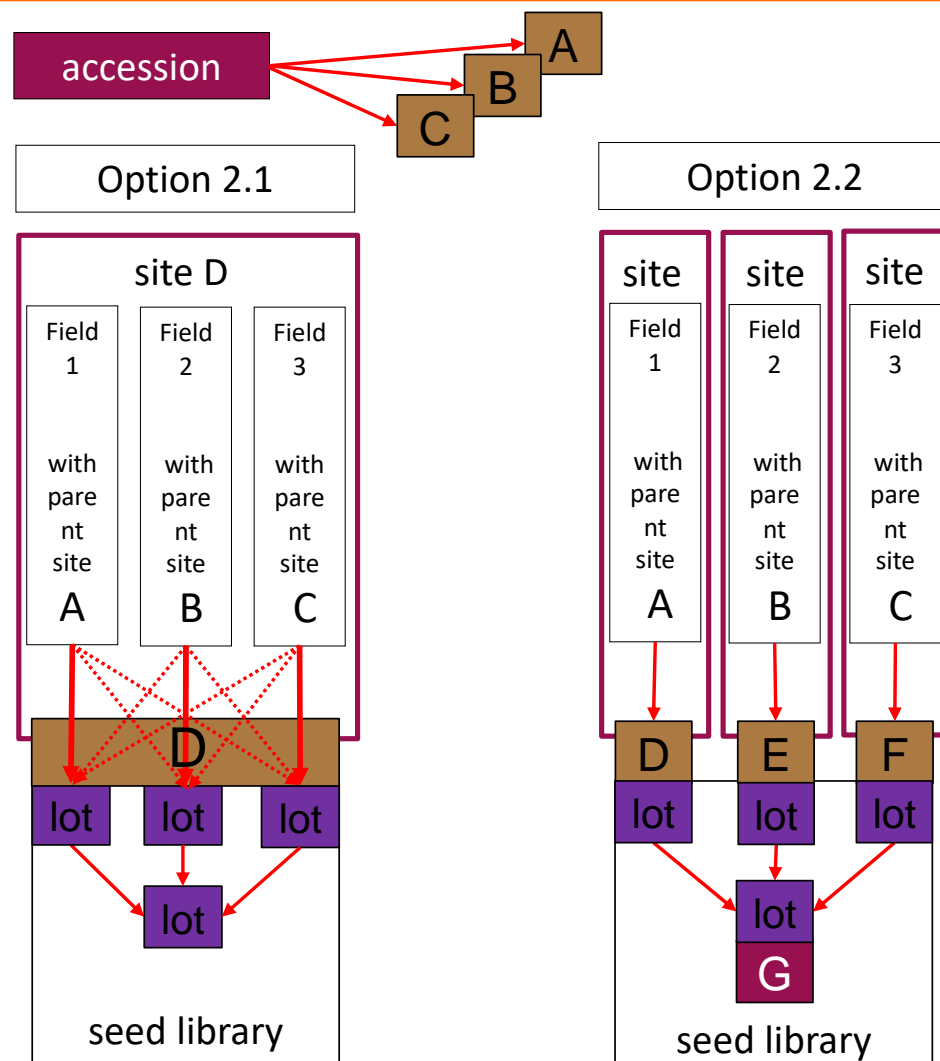 accession
A
B
C
Option 2.1
site D
Field
1
with
pare
nt
site
A
Field
2
with
pare
nt
site
B
Field
3
with
pare
nt
site
C
D
lot
lot
lot
lot
seed library
Option 2.2
site
Field
1
with
pare
nt
site
A
site
Field
2
with
pare
nt
site
B
site
Field
3
with
pare
nt
site
C
D
E
F
lot
lot
lot
lot
G
seed library